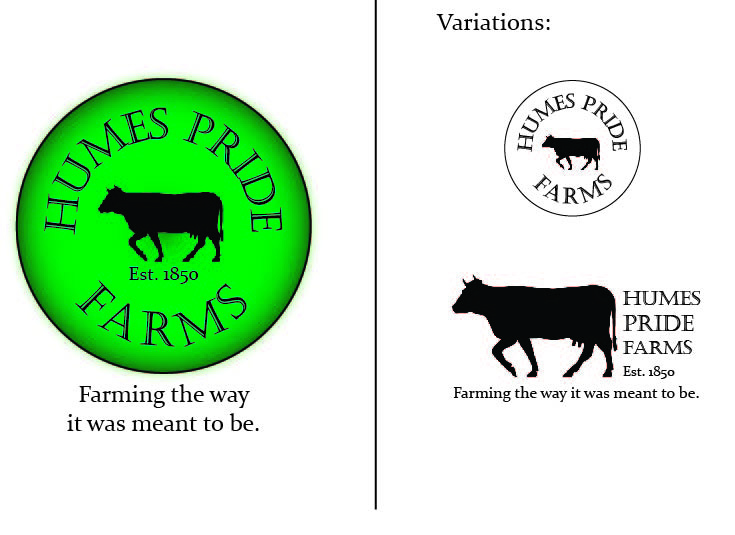 HUMES PRIDE
Est. 1850
FARMS
Farming the way
it was meant to be.
Variations:
HUMES PRIDE
FARMS
HUMES
PRIDE
FARMS
Est. 1850
Farming the way it was meant to be.